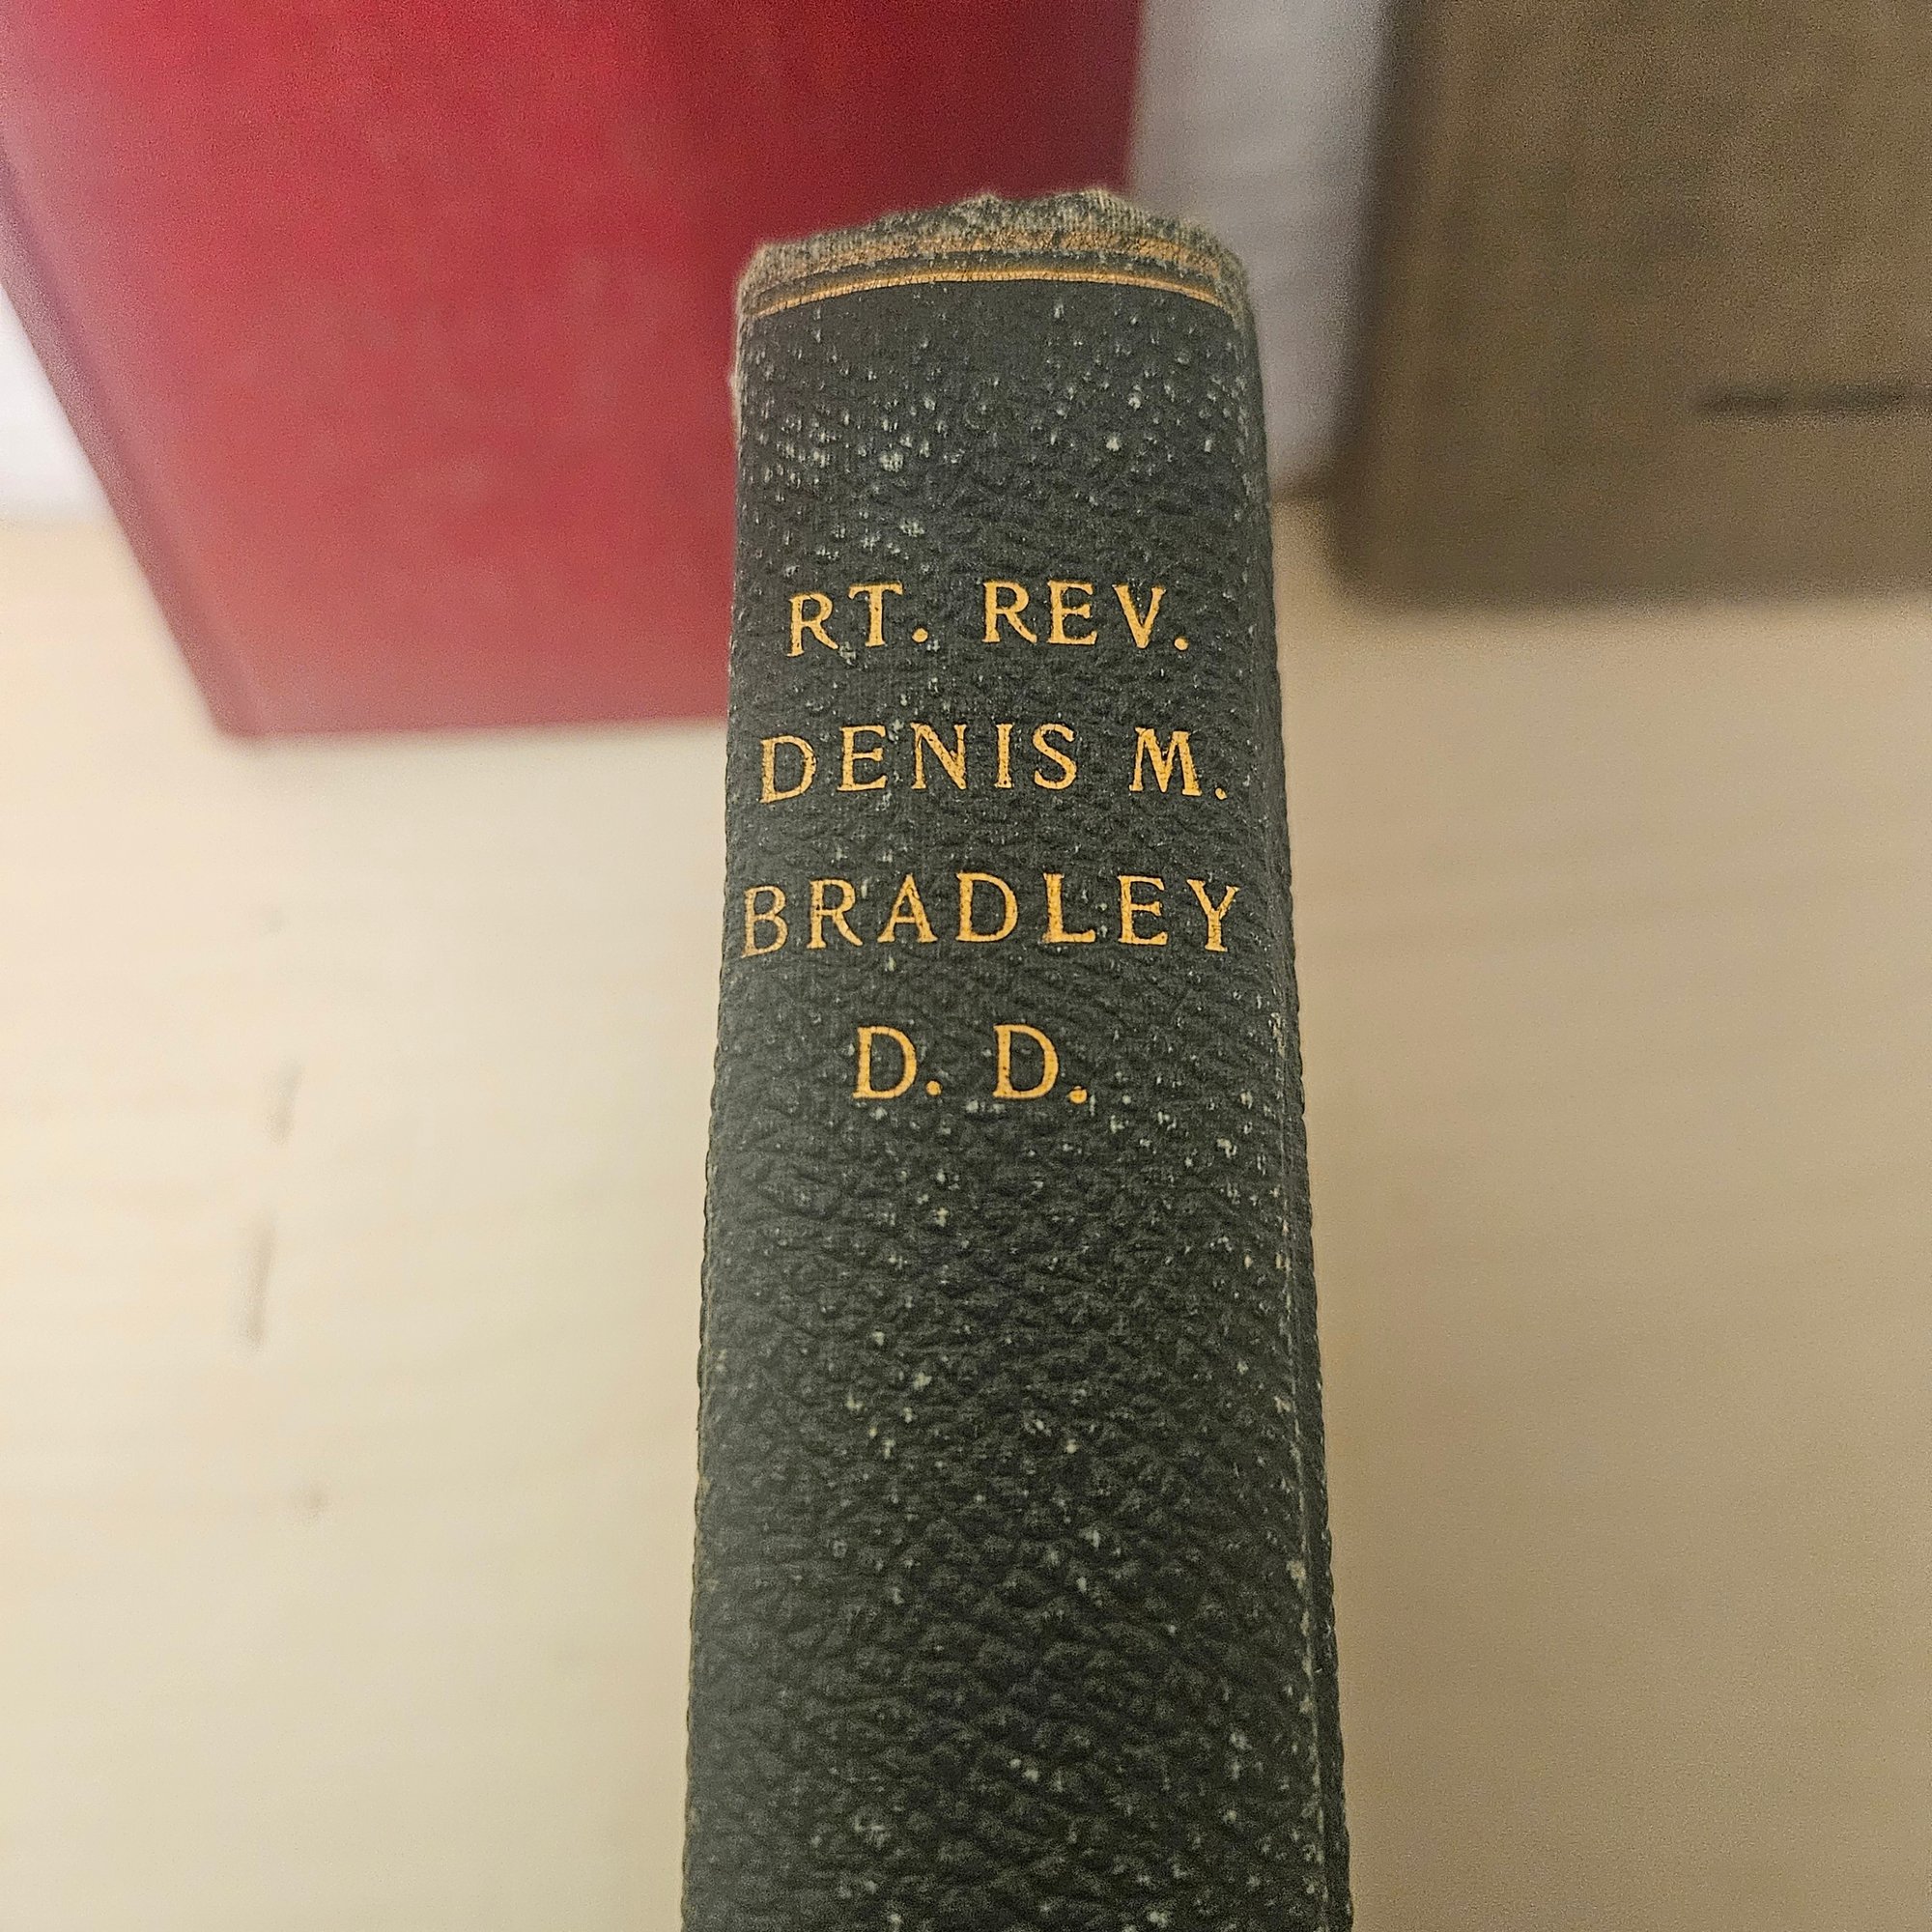 RT. REV.
DENIS M.
BRADLEY
D. D.